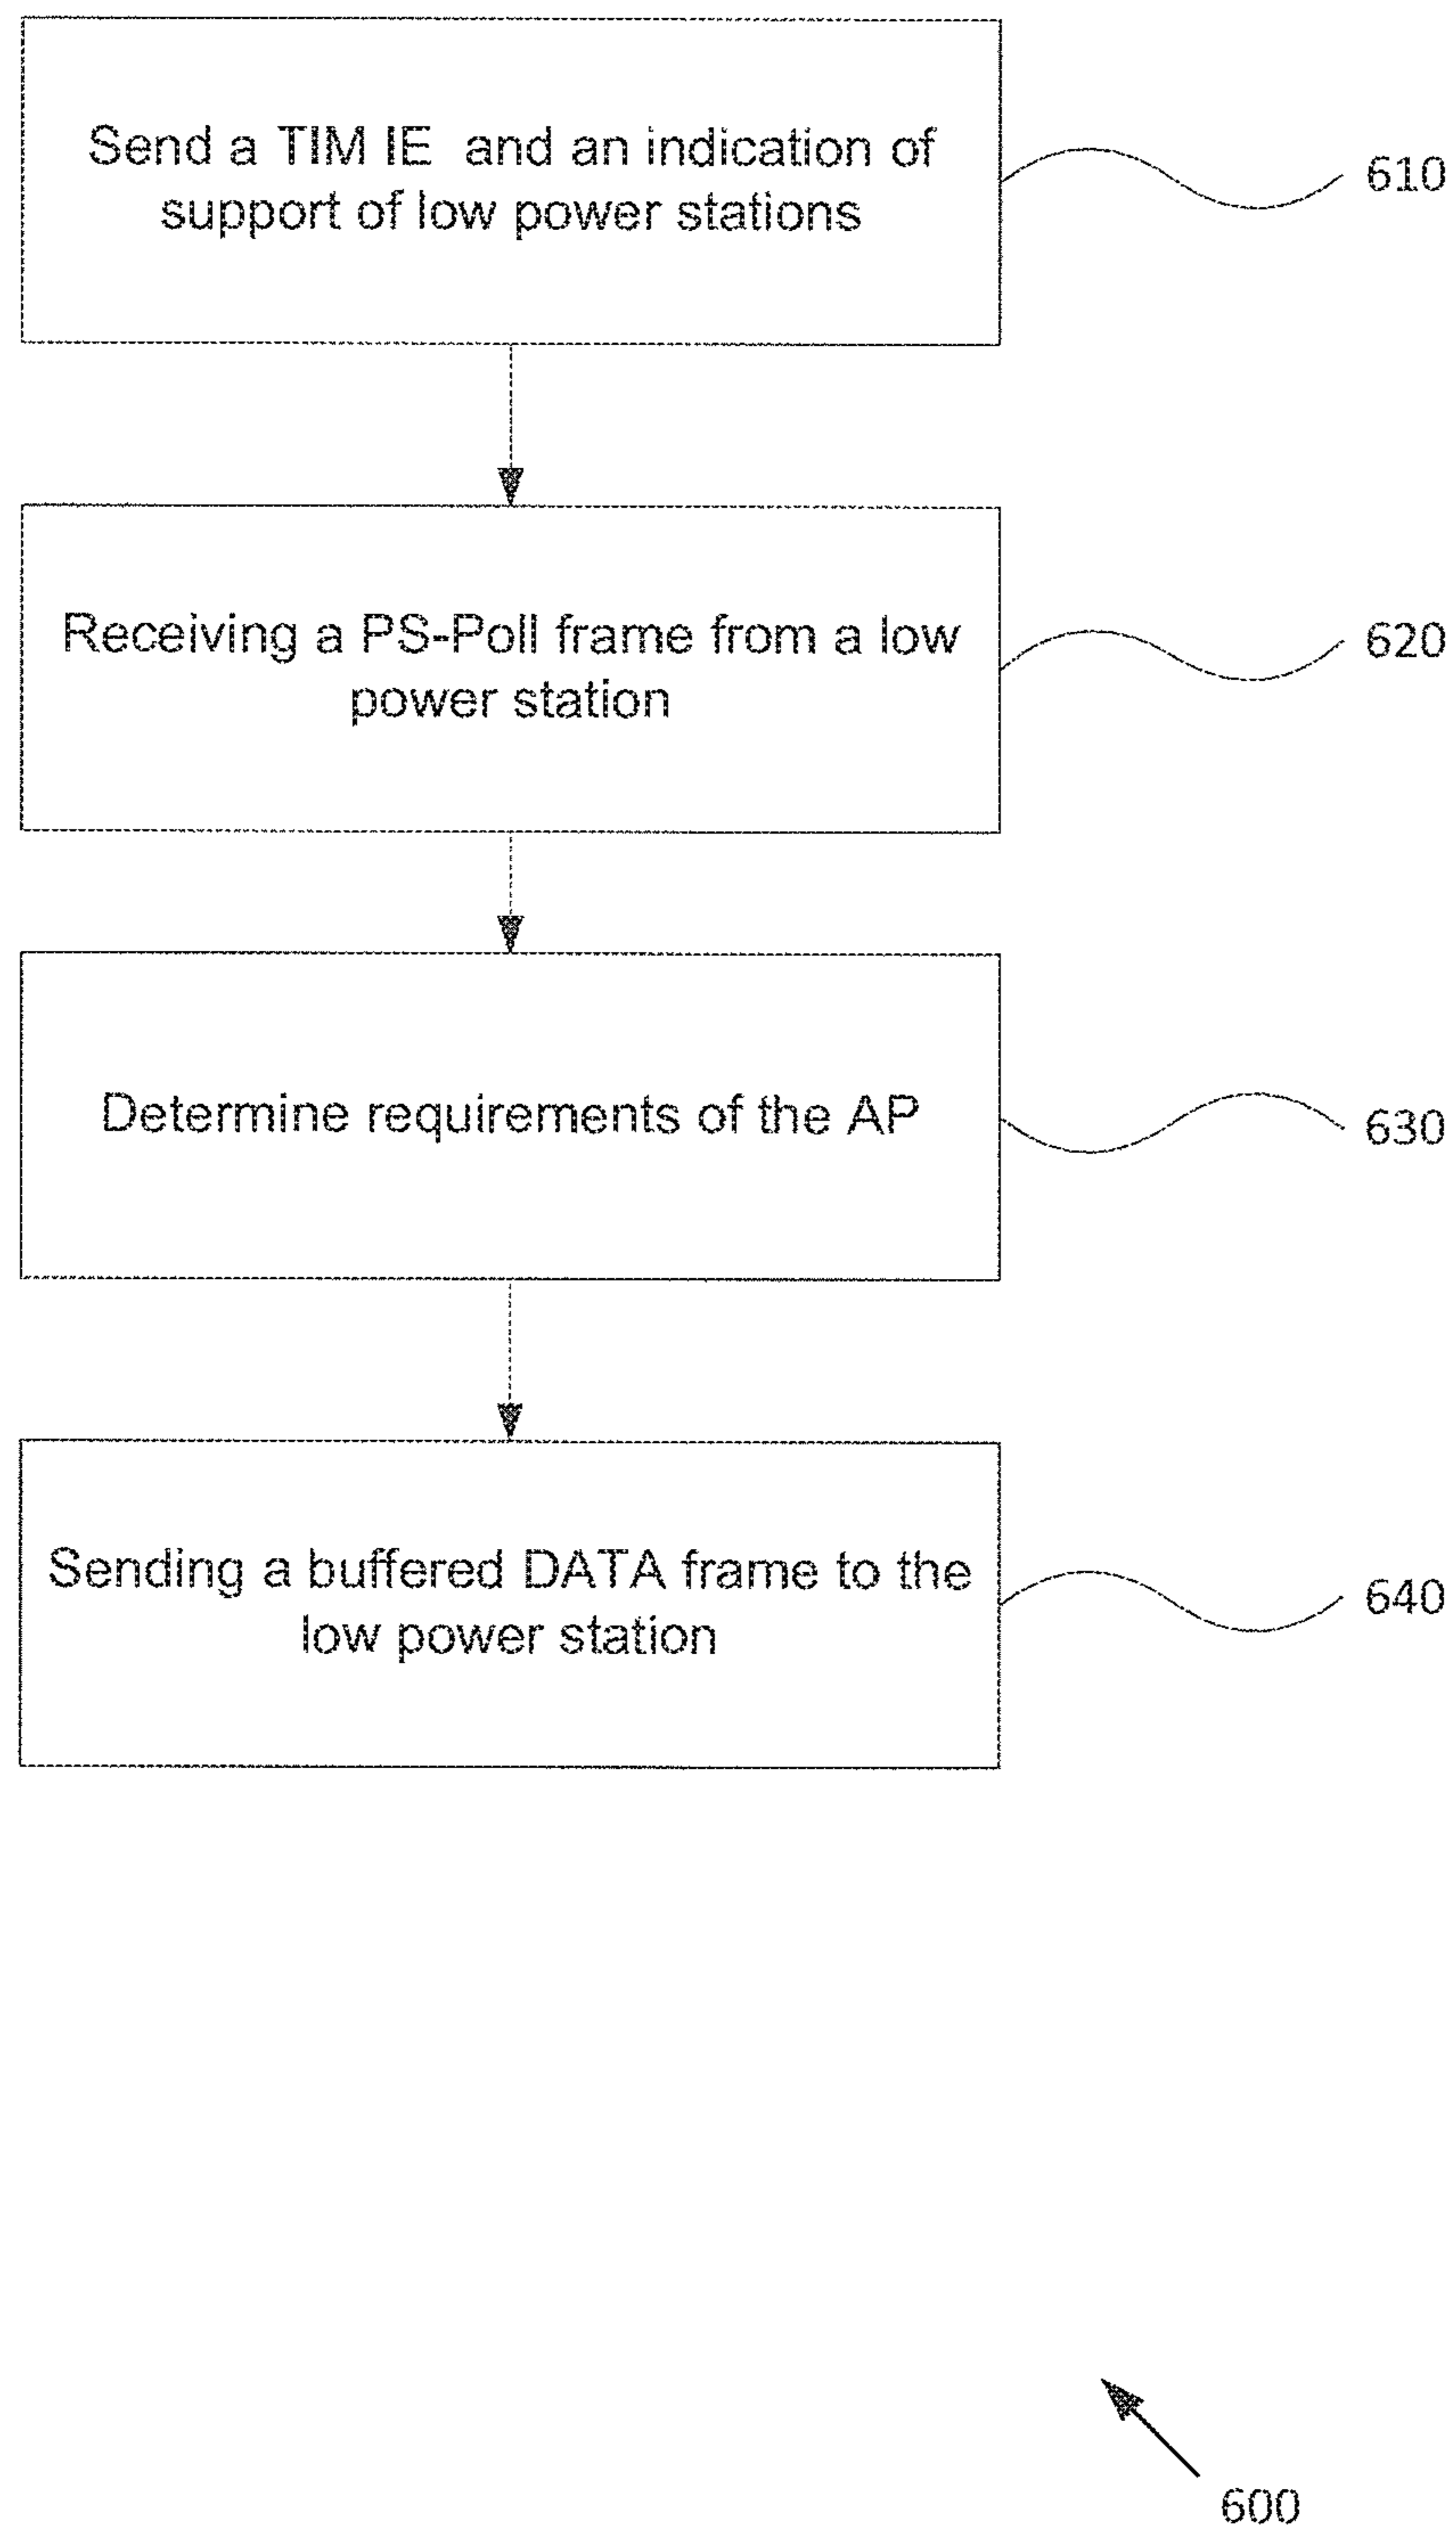 Send a TIM IE and an indication of
support of low power stations
610
Receiving a PS-Poll frame from a low
power station
620
Determine requirements of the AP
630
Sending a buffered DATA frame to the
low power station
640
600